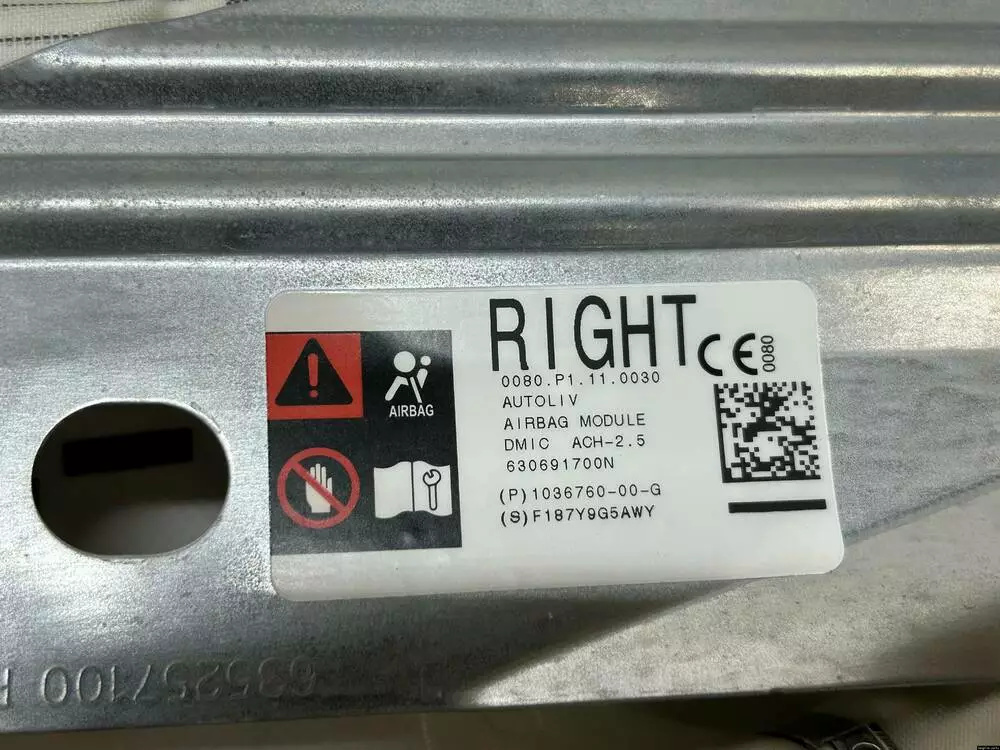 RIGHT
CE 0080
0080.P1.11.0030
AUTOLIV
AIRBAG MODULE
DMIC ACH-2.5
630691700N
(P)1036760-00-G
(S)F187Y9G5AWY
AIRBAG
635257100